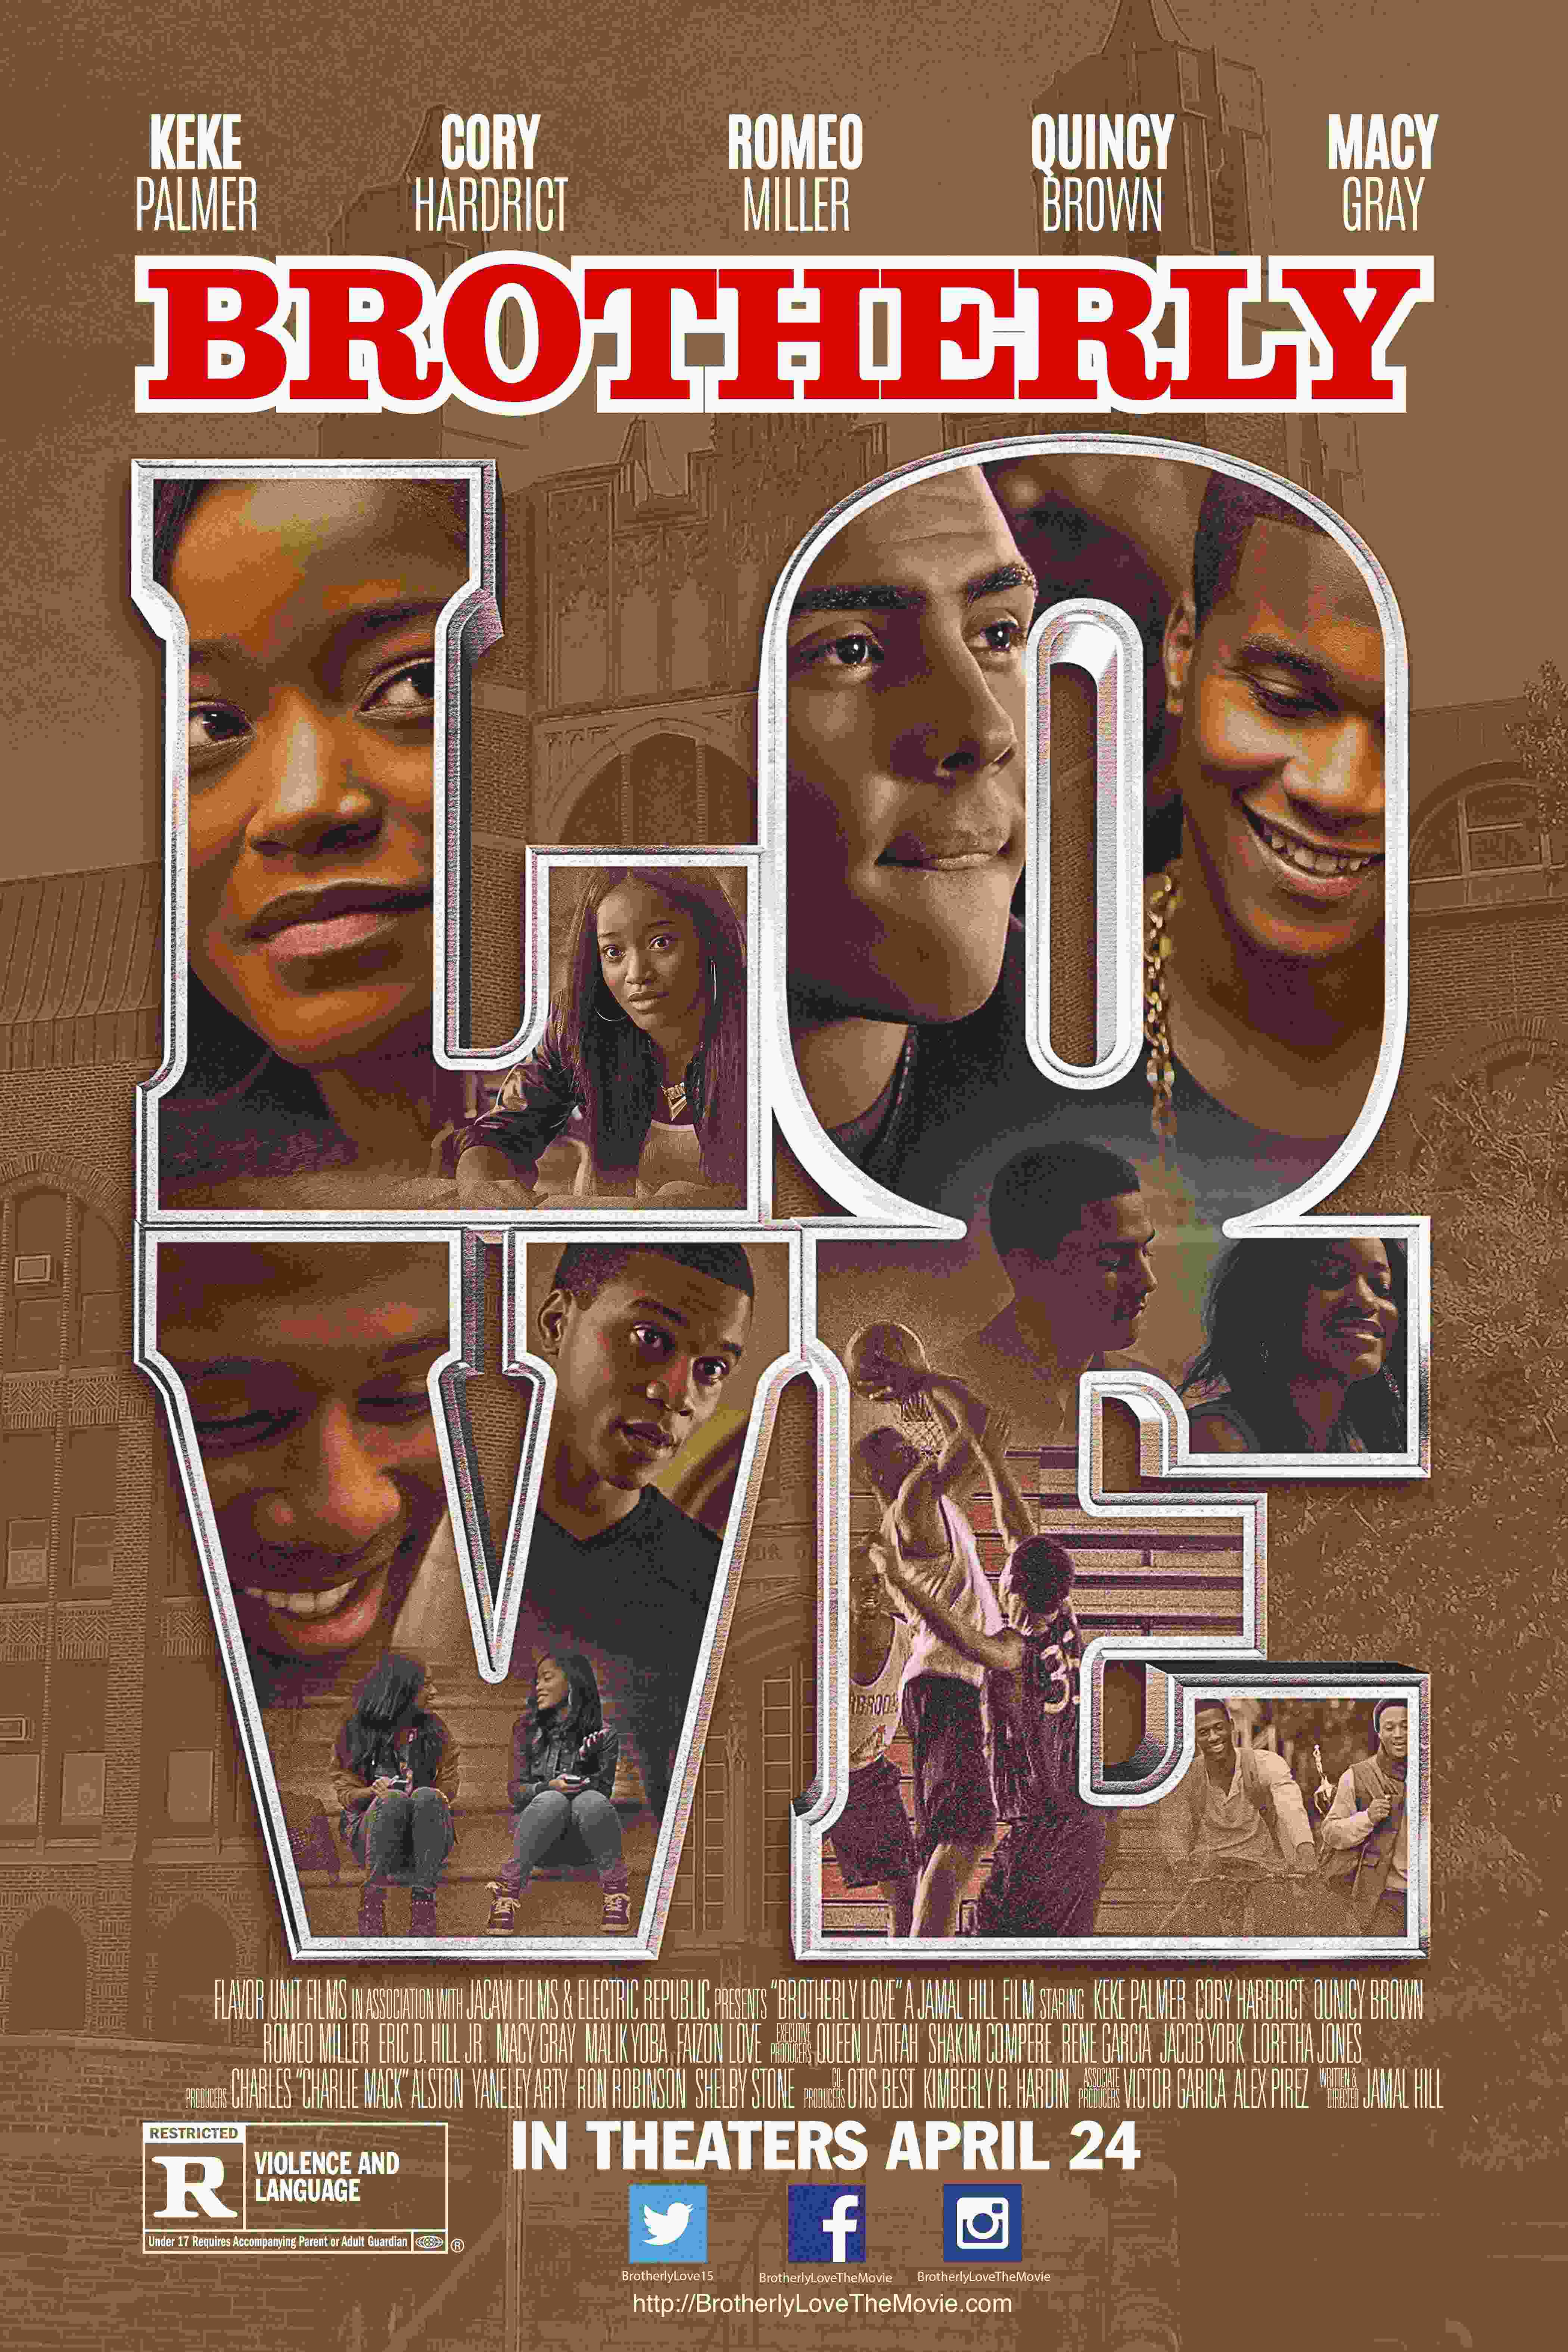 KEKE PALMER
CORY HARDRICT
ROMEO MILLER
QUINCY BROWN
MACY GRAY
BROTHERLY
LOVE
FLAVOR UNIT FILMS IN ASSOCIATION WITH JACAVI FILMS & ELECTRIC REPUBLIC PRESENTS "BROTHERLY LOVE" A JAMAL HILL FILM STARING KEKE PALMER CORY HARDRICT QUNICY BROWN
ROMEO MILLER ERIC D. HILL JR. MACY GRAY MALIK YOBA FAIZON LOVE EXECUTIVE PRODUCERS QUEEN LATIFAH SHAKIM COMPERE RENE GARCIA JACOB YORK LORETHA JONES
PRODUCERS CHARLES "CHARLIE MACK" ALSTON YANELEY ARTY RON ROBINSON SHELBY STONE CO-PRODUCERS OTIS BEST KIMBERLY R. HARDIN ASSOCIATE PRODUCERS VICTOR GARICA ALEX PIREZ WRITTEN & DIRECTED JAMAL HILL
RESTRICTED
R
VIOLENCE AND
LANGUAGE
Under 17 Requires Accompanying Parent or Adult Guardian
®
IN THEATERS APRIL 24
BrotherlyLove15
BrotherlyLoveTheMovie
BrotherlyLoveTheMovie
http://BrotherlyLoveTheMovie.com